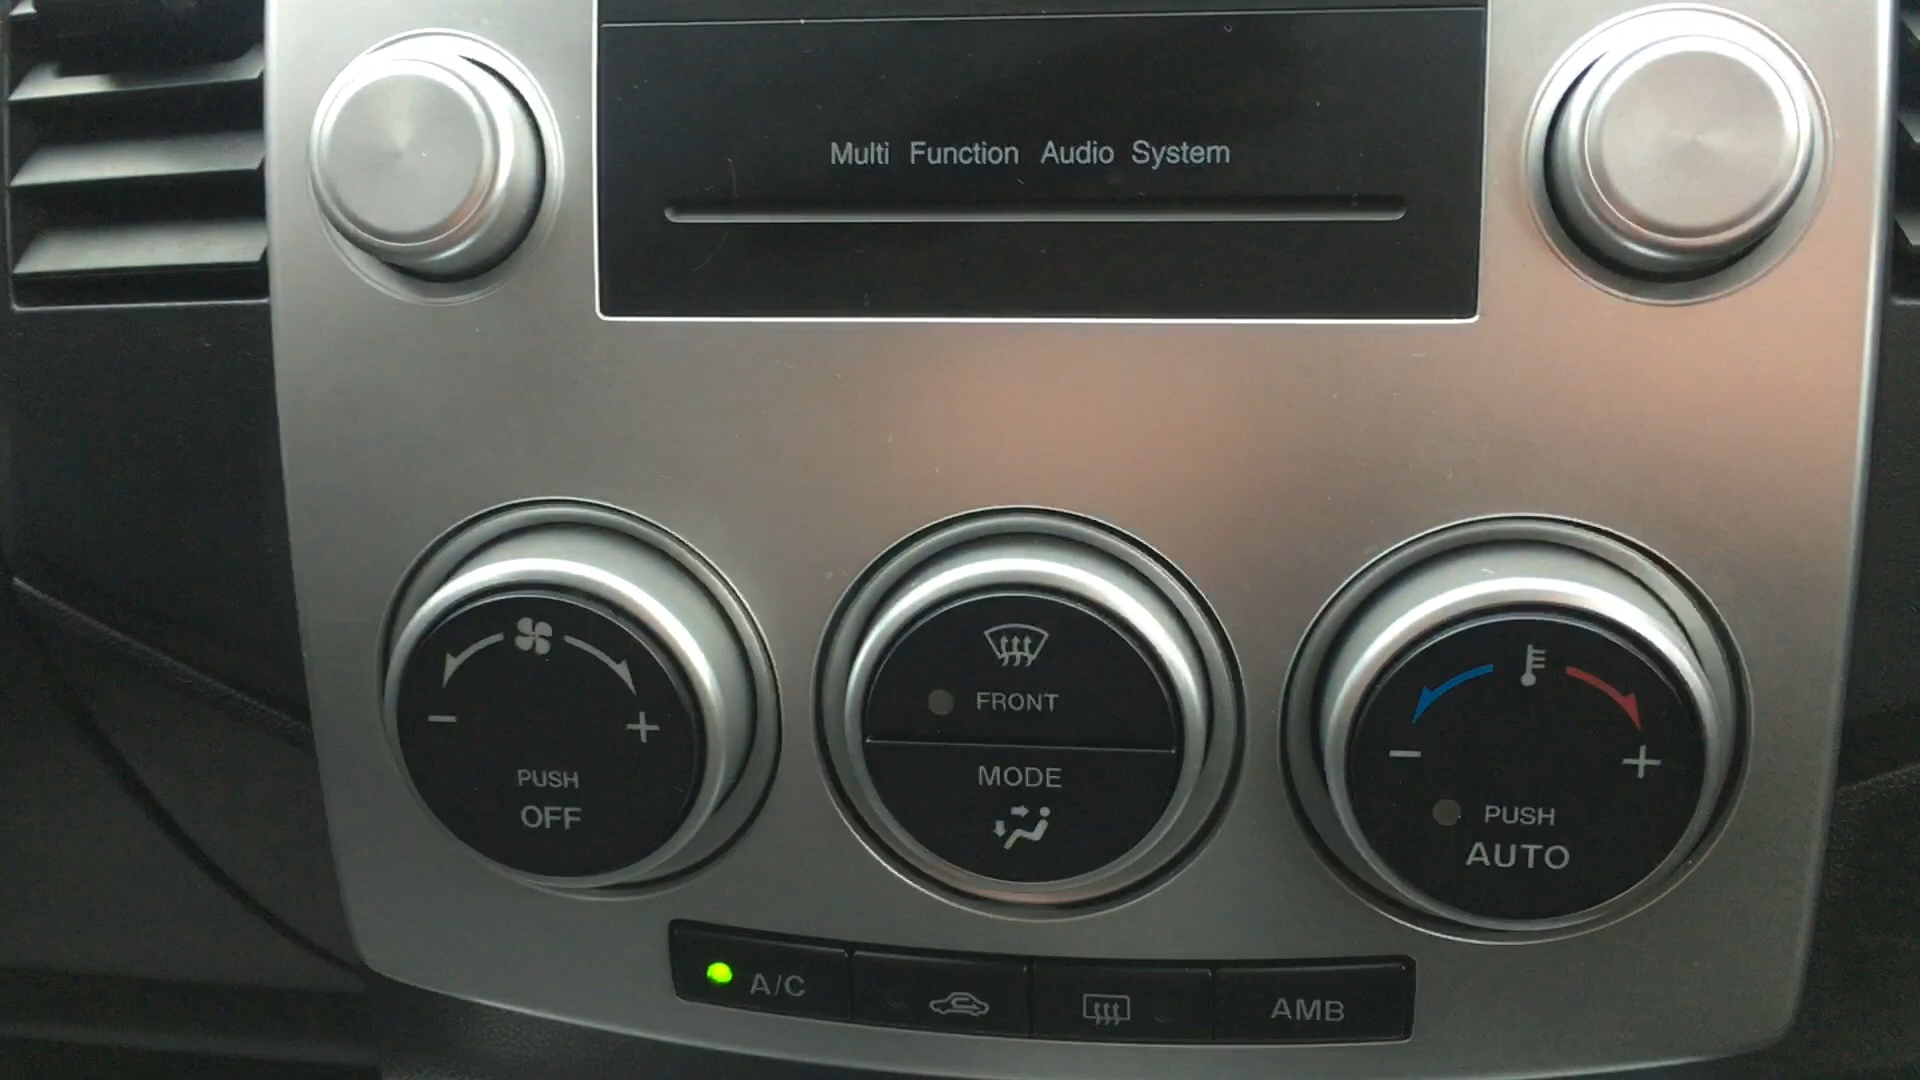 Multi Function Audio System
− +
PUSH
OFF
FRONT
MODE
− +
PUSH
AUTO
A/C
AMB